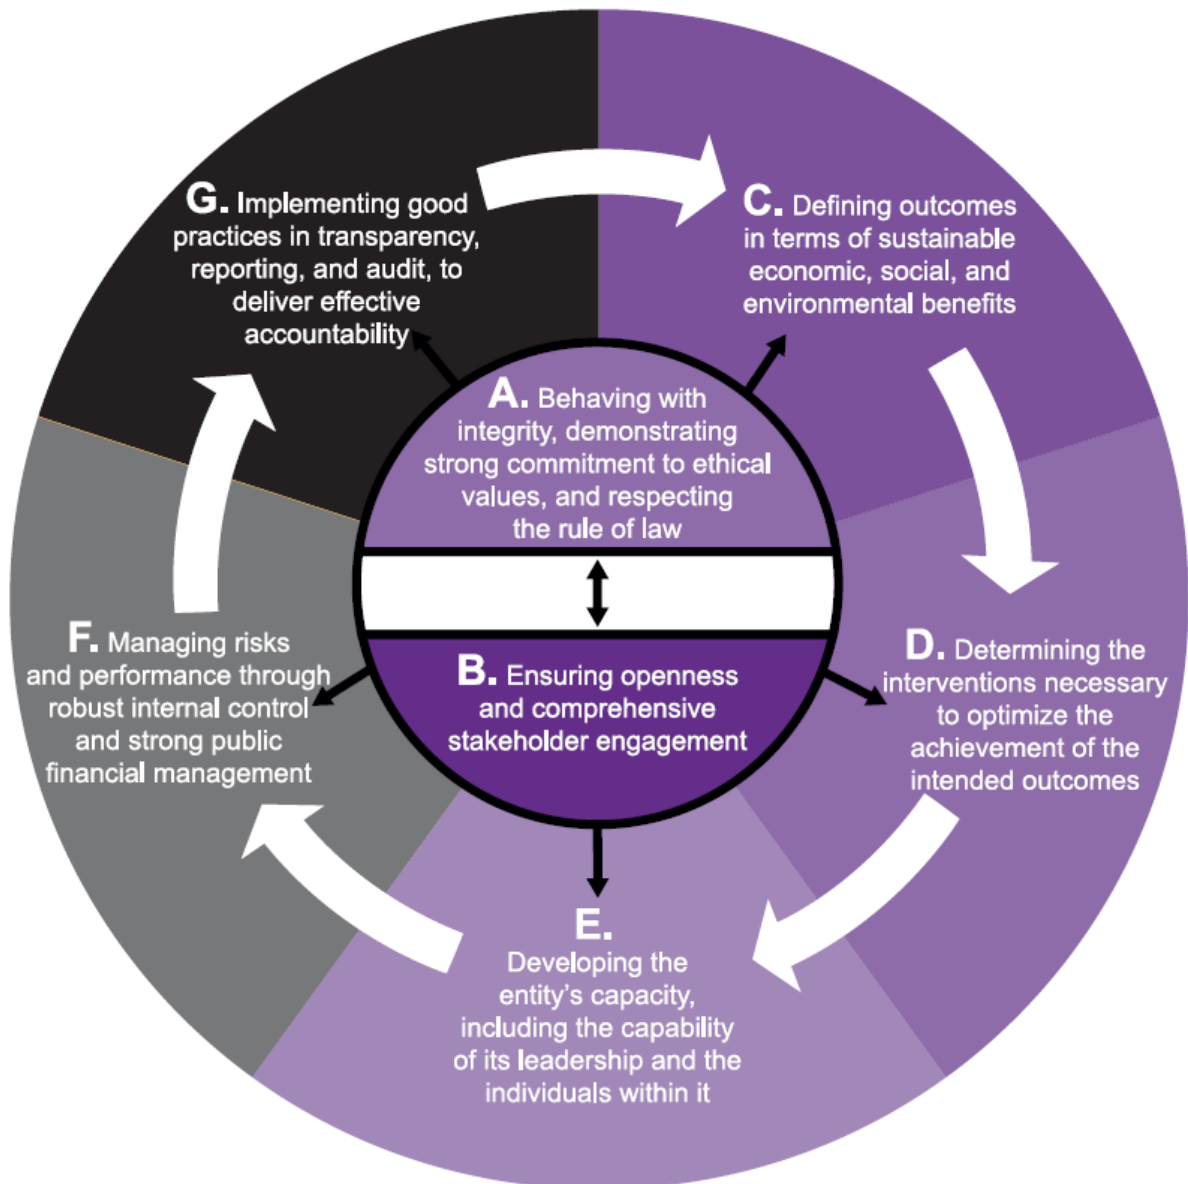 A. Behaving with
integrity, demonstrating
strong commitment to ethical
values, and respecting
the rule of law
B. Ensuring openness
and comprehensive
stakeholder engagement
C. Defining outcomes
in terms of sustainable
economic, social, and
environmental benefits
D. Determining the
interventions necessary
to optimize the
achievement of the
intended outcomes
E.
Developing the
entity’s capacity,
including the capability
of its leadership and the
individuals within it
F. Managing risks
and performance through
robust internal control
and strong public
financial management
G. Implementing good
practices in transparency,
reporting, and audit, to
deliver effective
accountability